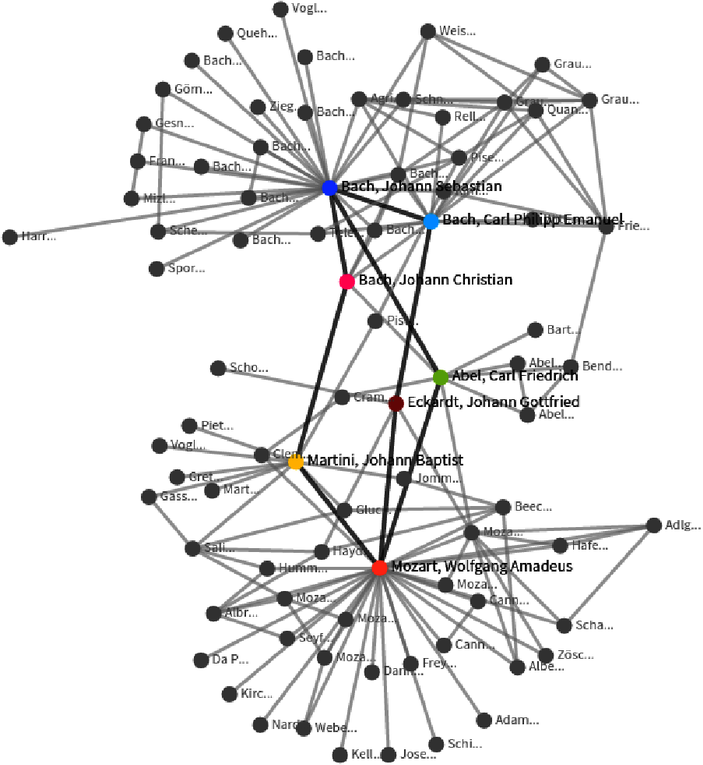 Vogl...
Queh...
Weis...
Bach...
Bach...
Grau...
Görn...
Zieg...
Bach...
Agri...
Schn...
Grau...
Grau...
Quan...
Rell...
Gesn...
Bach...
Pise...
Fran...
Bach...
Bach...
Bach, Johann Sebastian
Mizl...
Bach...
Bach, Carl Philipp Emanuel
Frie...
Harr...
Sche...
Bach...
Tele...
Bach...
Spor...
Bach, Johann Christian
Pist...
Bart...
Scho...
Abel...
Bend...
Abel, Carl Friedrich
Cram...
Eckardt, Johann Gottfried
Abel...
Piet...
Vogl...
Clem...
Martini, Johann Baptist
Gret...
Mart...
Jomm...
Gass...
Gluc...
Beec...
Adlg...
Moza...
Sali...
Hayd...
Hafe...
Humm...
Mozart, Wolfgang Amadeus
Moza...
Moza...
Cann...
Albr...
Moza...
Scha...
Seyf...
Cann...
Da P...
Moza...
Dann...
Frey...
Zösc...
Albe...
Kirc...
Nard...
Webe...
Adam...
Schi...
Kell...
Jose...